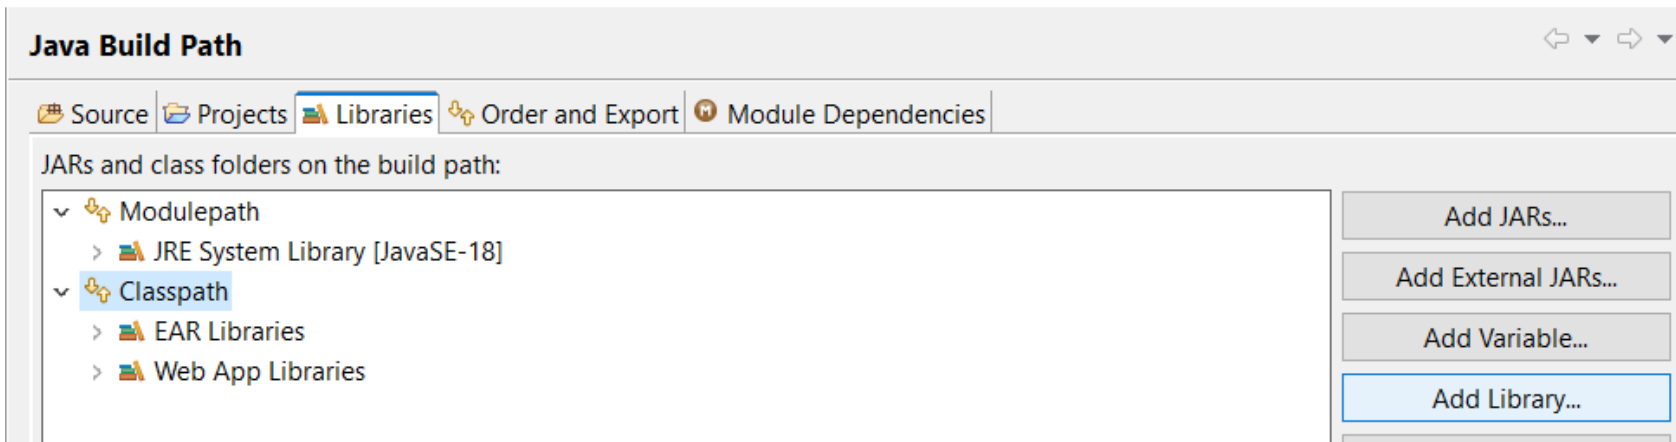 Java Build Path
Source Projects Libraries Order and Export M Module Dependencies
JARs and class folders on the build path:
Modulepath
Add JARs...
JRE System Library [JavaSE-18]
Add External JARs...
Classpath
EAR Libraries
Add Variable...
Web App Libraries
Add Library...